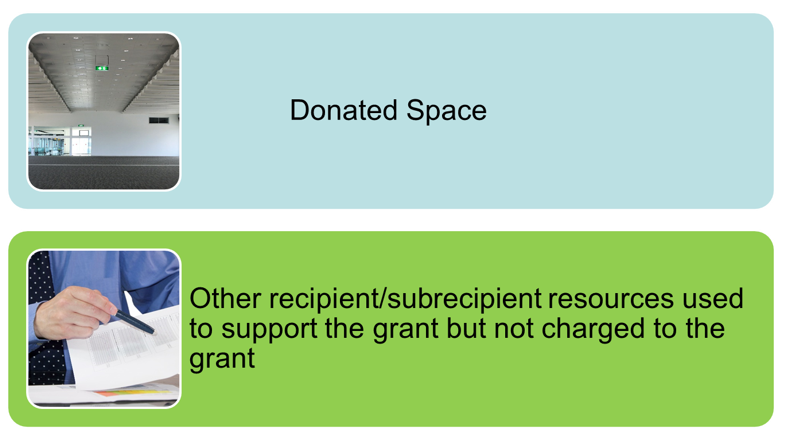 Donated Space
Other recipient/subrecipient resources used
to support the grant but not charged to the
grant